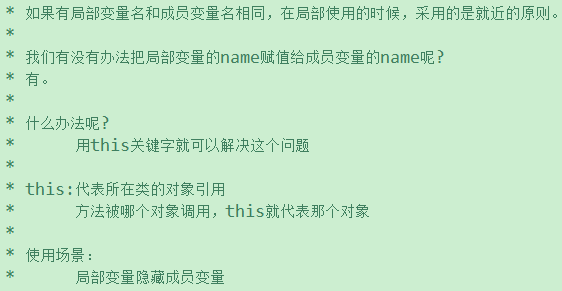 * 如果有局部变量名和成员变量名相同，在局部使用的时候，采用的是就近的原则。
*
* 我们有没有办法把局部变量的name赋值给成员变量的name呢?
* 有。
*
* 什么办法呢?
* 用this关键字就可以解决这个问题
*
* this:代表所在类的对象引用
* 方法被哪个对象调用，this就代表那个对象
*
* 使用场景:
* 局部变量隐藏成员变量